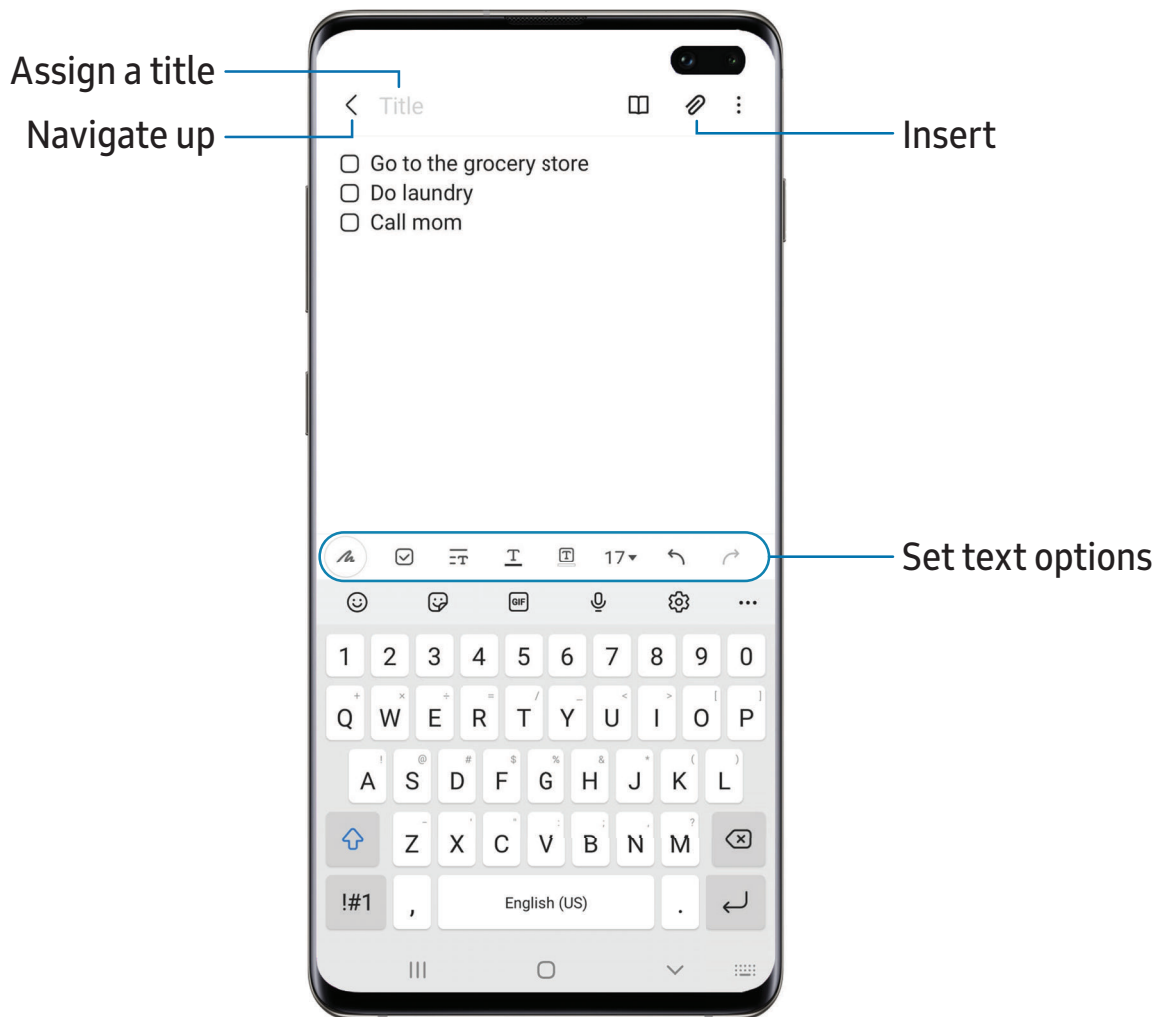 Assign a title
Title
Navigate up
Insert
Go to the grocery store
Do laundry
Call mom
17
Set text options
GIF
1 2 3 4 5 6 7 8 9 0
+ × ÷ = / _ < > [ ]
Q W E R T Y U I O P
! @ # $ % & * ( )
A S D F G H J K L
- ' " : ; , ?
Z X C V B N M
!#1 , English (US) .